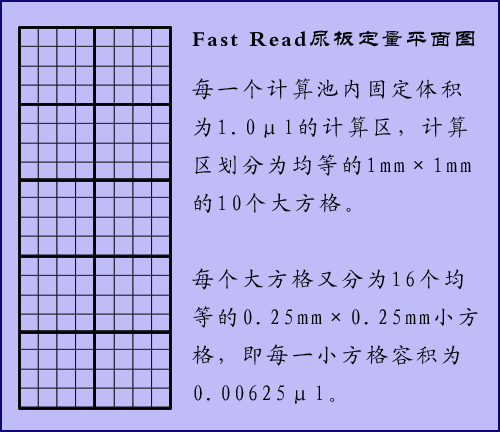 Fast Read尿板定量平面图
每一个计算池内固定体积
为1.0μl的计算区，计算
区划分为均等的1mm×1mm
的10个大方格。
每个大方格又分为16个均
等的0.25mm×0.25mm小方
格，即每一小方格容积为
0.00625μl。